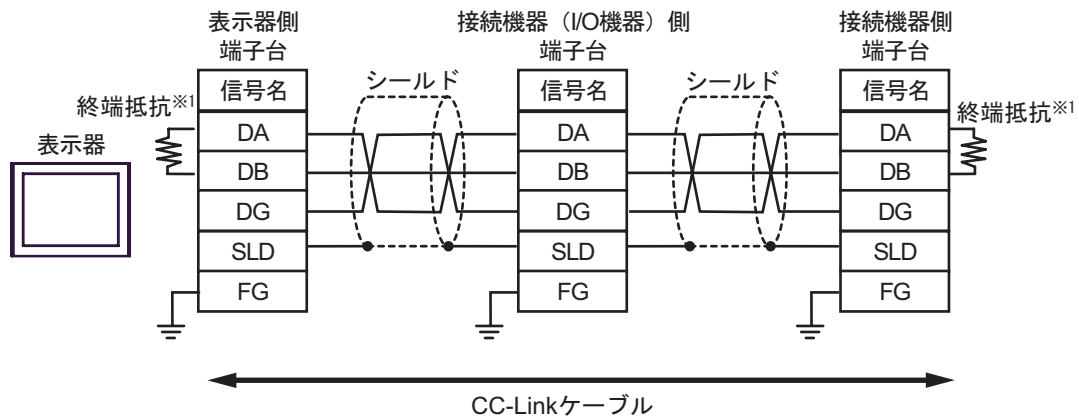 表示器側
端子台
接続機器（I/O機器）側
端子台
接続機器側
端子台
信号名
DA
DB
DG
SLD
FG
シールド
信号名
DA
DB
DG
SLD
FG
シールド
信号名
DA
DB
DG
SLD
FG
終端抵抗※1
表示器
終端抵抗※1
CC-Linkケーブル